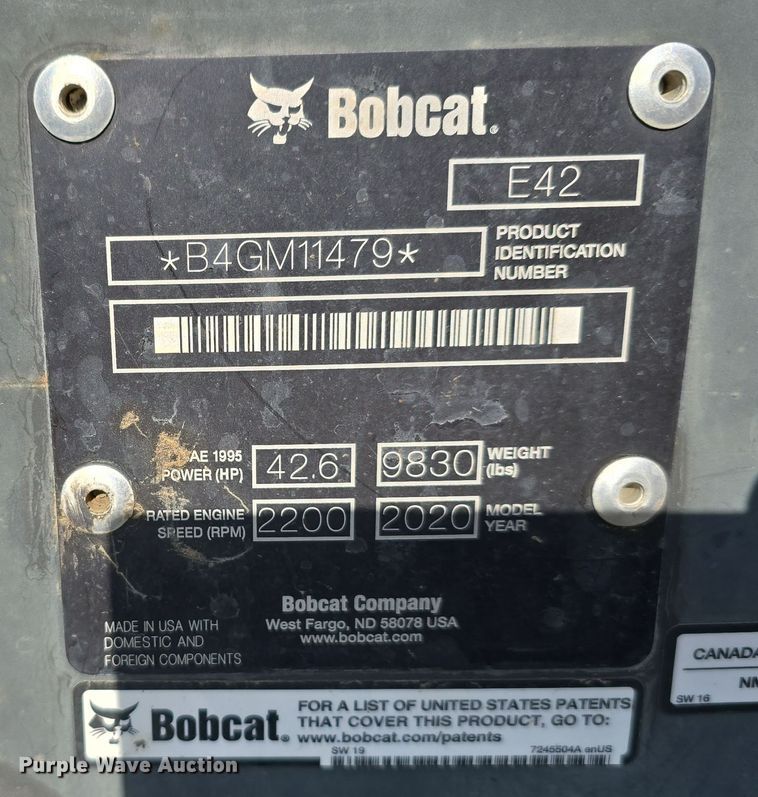 Bobcat.
E42
*B4GM11479*
PRODUCT
IDENTIFICATION
NUMBER
AE 1995
POWER (HP)
42.6
9830
WEIGHT
(lbs)
RATED ENGINE
SPEED (RPM)
2200
2020
MODEL
YEAR
Bobcat Company
West Fargo, ND 58078 USA
www.bobcat.com
MADE IN USA WITH
DOMESTIC AND
FOREIGN COMPONENTS
CANADA
NM
SW 16
Bobcat.
FOR A LIST OF UNITED STATES PATENTS
THAT COVER THIS PRODUCT, GO TO:
www.bobcat.com/patents
SW 19
7245504A enUS
Purple Wave Auction